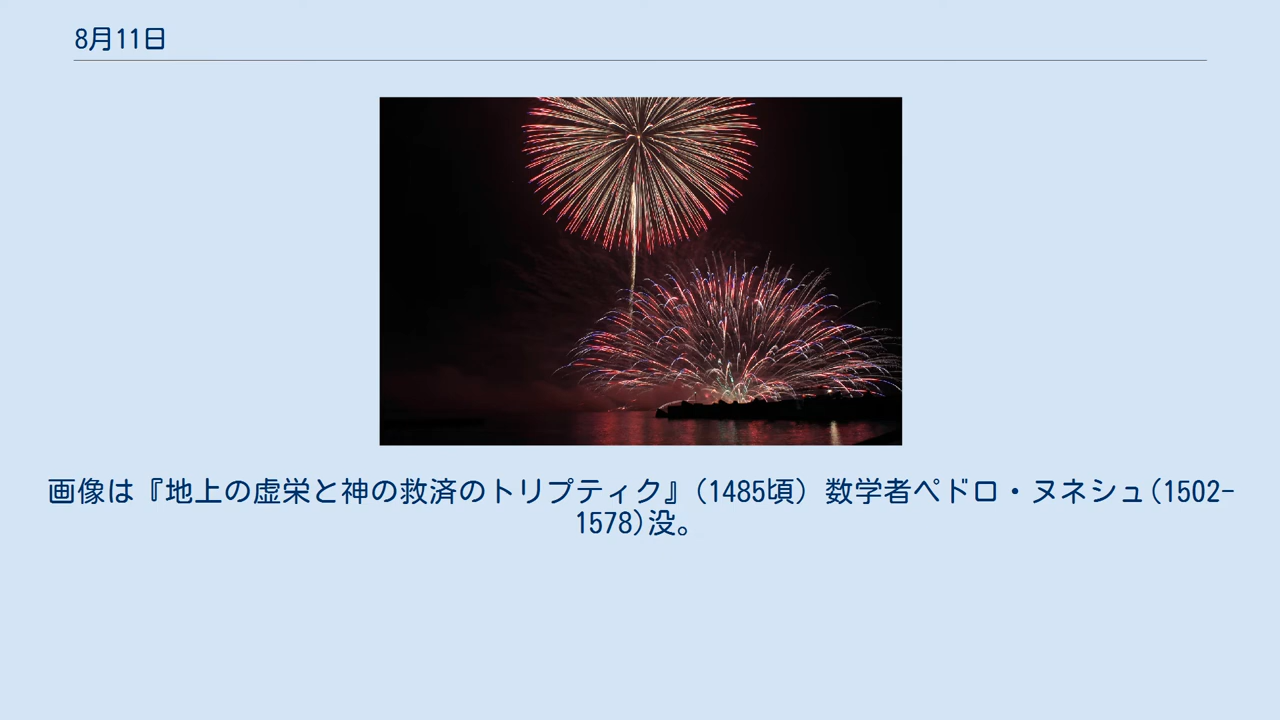 8月11日
画像は『地上の虚栄と神の救済のトリプティク』(1485頃) 数学者ペドロ・ヌネシュ(1502-
1578)没。